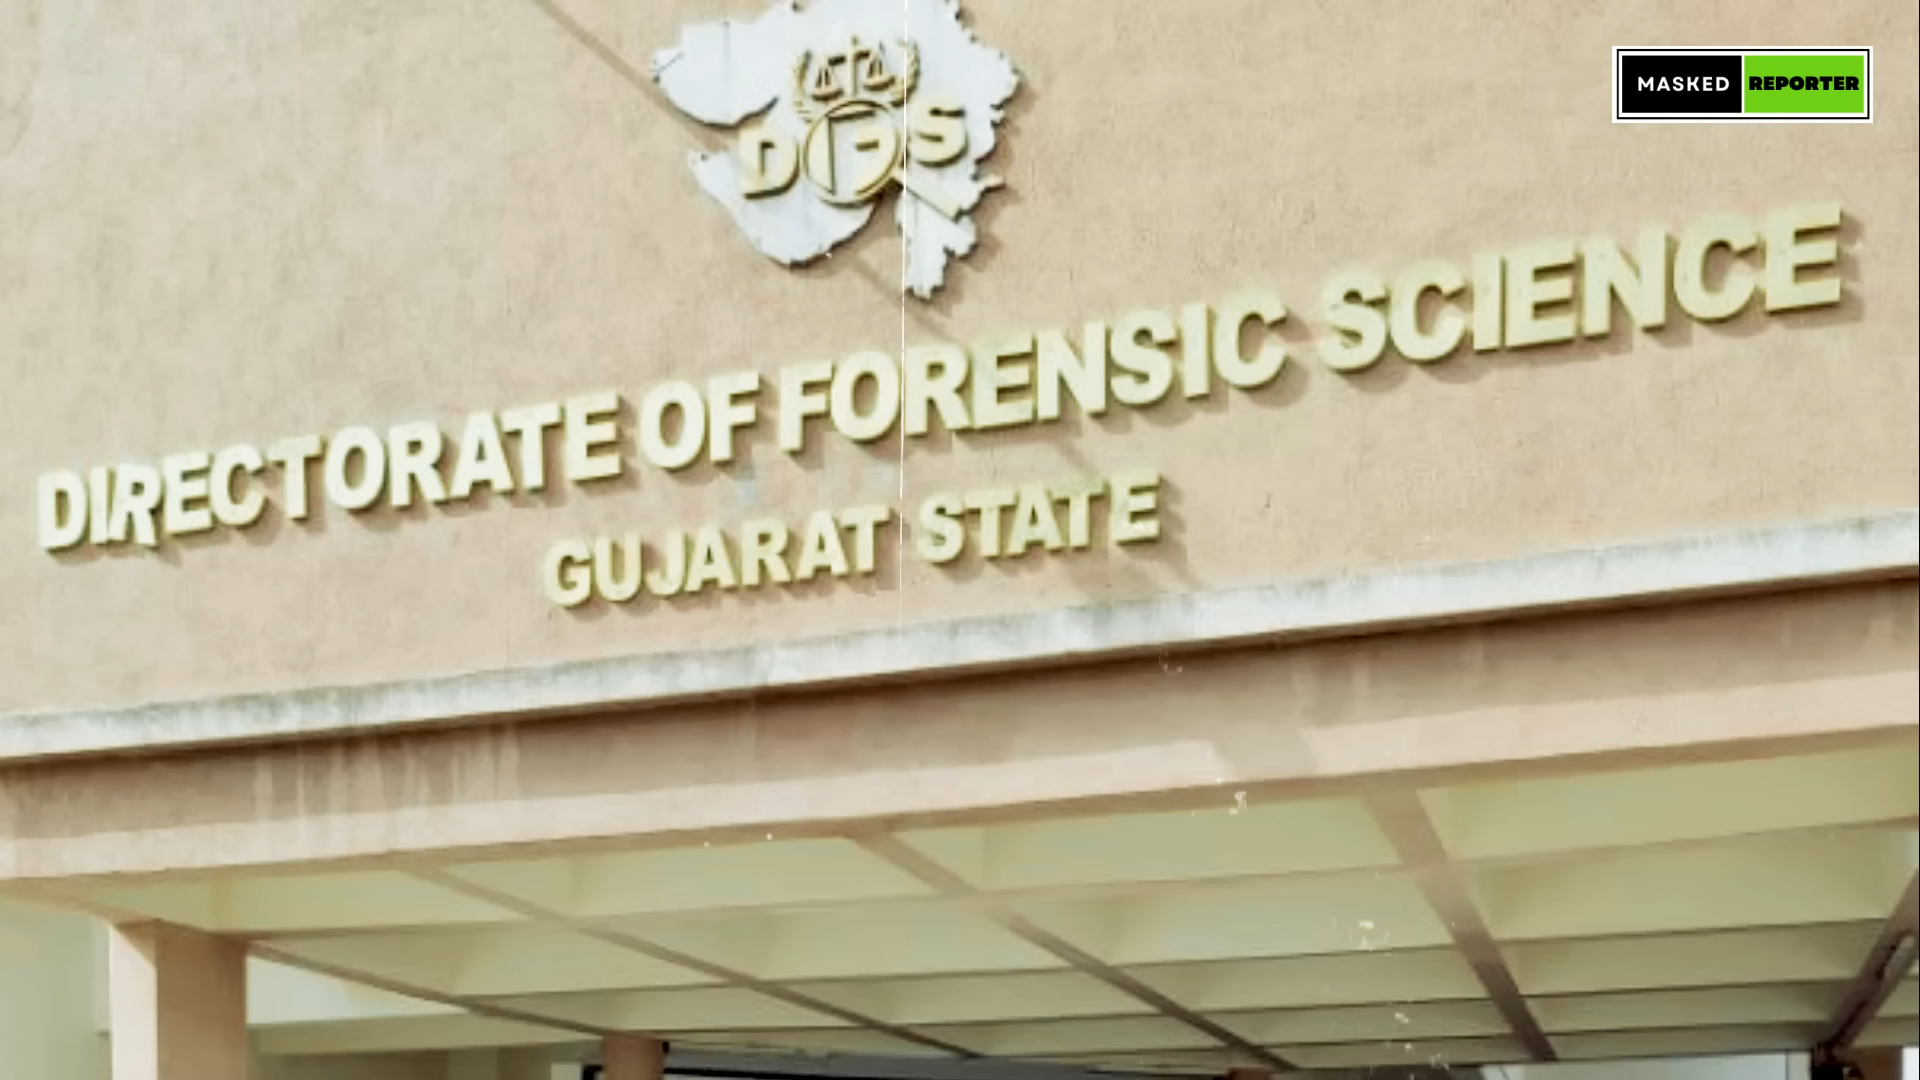 MASKED REPORTER
DFS
DIRECTORATE OF FORENSIC SCIENCE
GUJARAT STATE